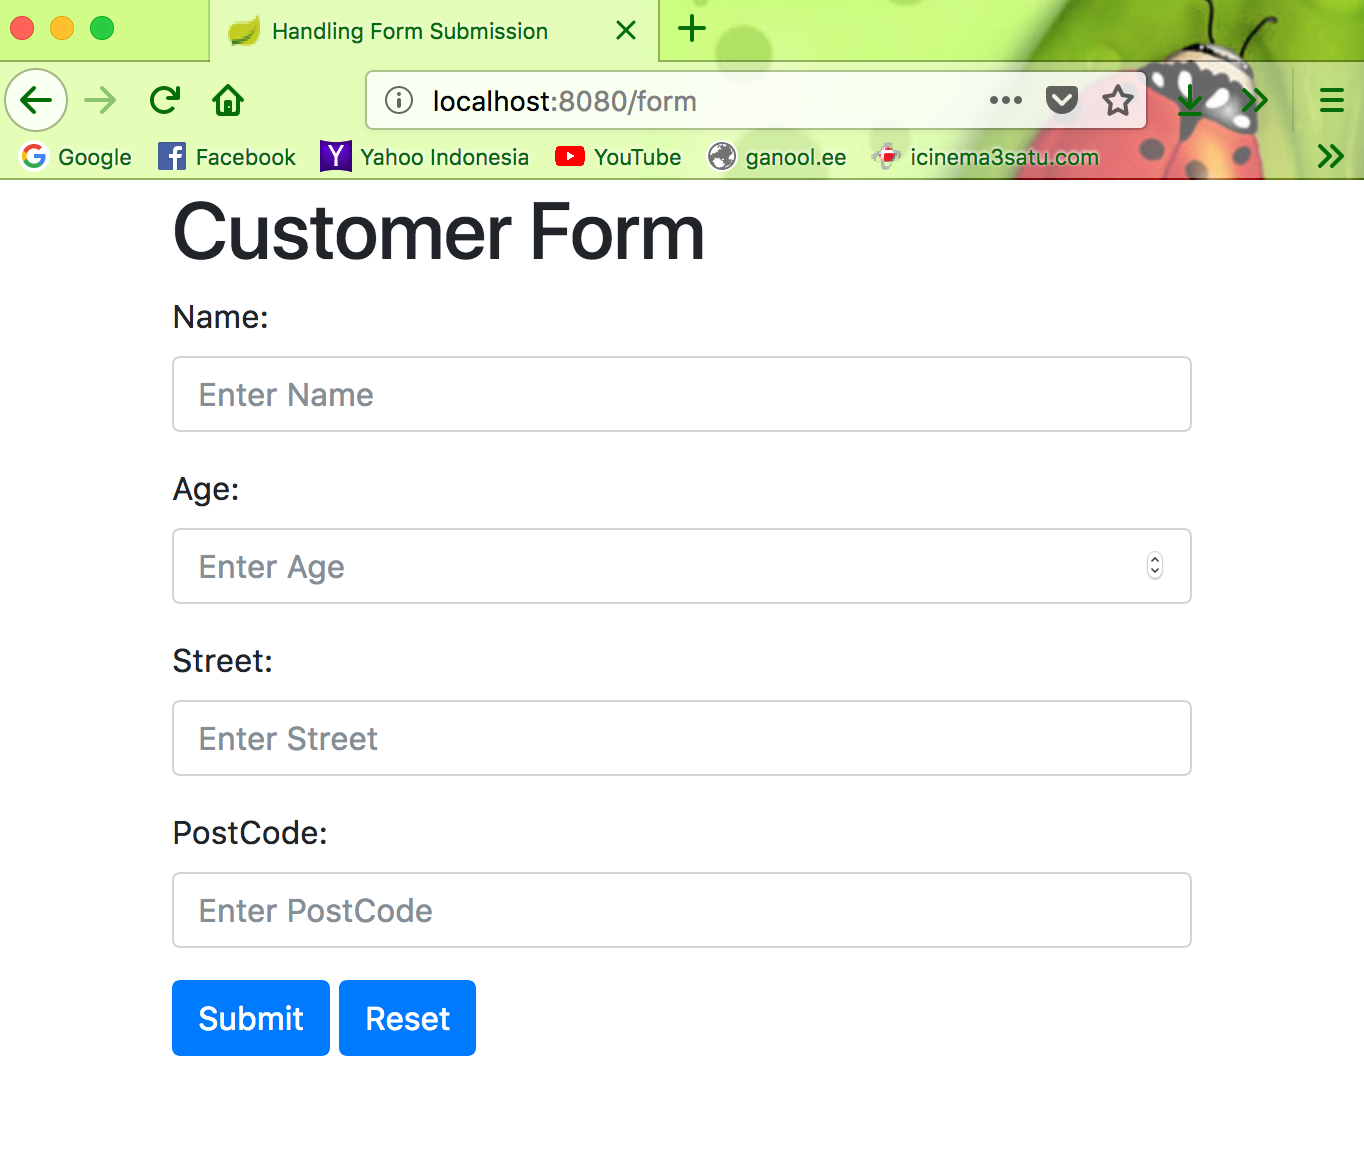 Handling Form Submission
localhost:8080/form
Google Facebook Yahoo Indonesia YouTube ganool.ee icinema3satu.com
Customer Form
Name:
Enter Name
Age:
Enter Age
Street:
Enter Street
PostCode:
Enter PostCode
Submit Reset